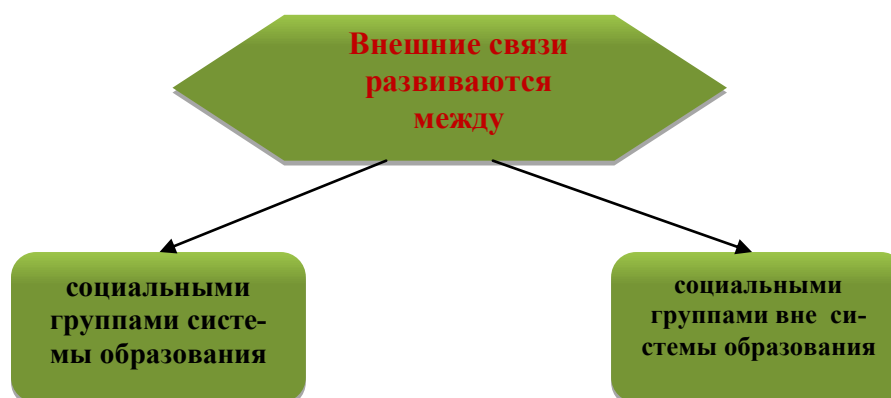 Внешние связи
развиваются
между
социальными
группами систе-
мы образования
социальными
группами вне си-
стемы образования